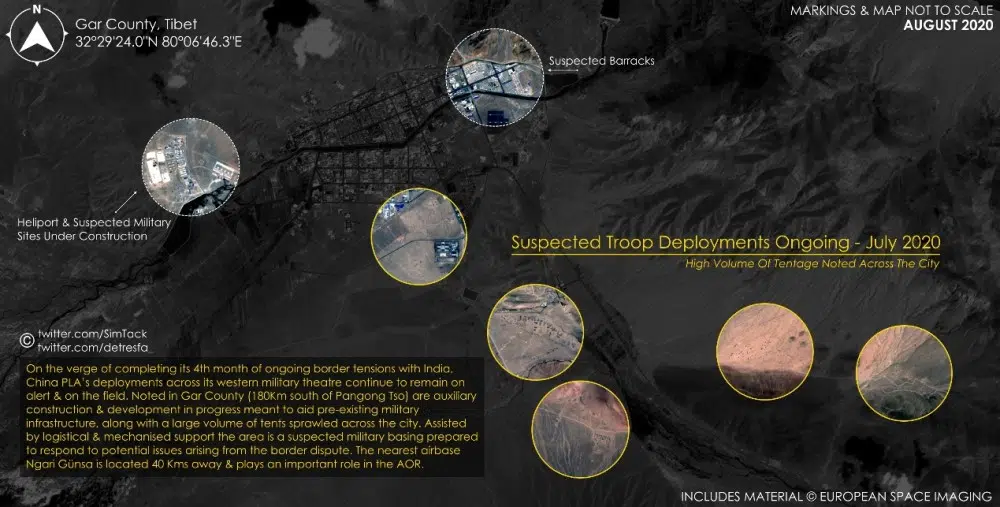 N
Gar County, Tibet
32°29'24.0"N 80°06'46.3"E
MARKINGS & MAP NOT TO SCALE
AUGUST 2020
Suspected Barracks
Heliport & Suspected Military
Sites Under Construction
Suspected Troop Deployments Ongoing - July 2020
High Volume Of Tentage Noted Across The City
© twitter.com/SimTack
twitter.com/detresfa_
On the verge of completing its 4th month of ongoing border tensions with India,
China PLA's deployments across its western military theatre continue to remain on
alert & on the field. Noted in Gar County (180Km south of Pangong Tso) are auxiliary
construction & development in progress meant to aid pre-existing military
infrastructure, along with a large volume of tents sprawled across the city. Assisted
by logistical & mechanised support the area is a suspected military basing prepared
to respond to potential issues arising from the border dispute. The nearest airbase
Ngari Günsa is located 40 Kms away & plays an important role in the AOR.
INCLUDES MATERIAL © EUROPEAN SPACE IMAGING